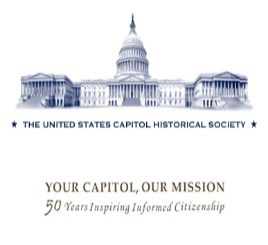 ★ THE UNITED STATES CAPITOL HISTORICAL SOCIETY ★
YOUR CAPITOL, OUR MISSION
50 Years Inspiring Informed Citizenship